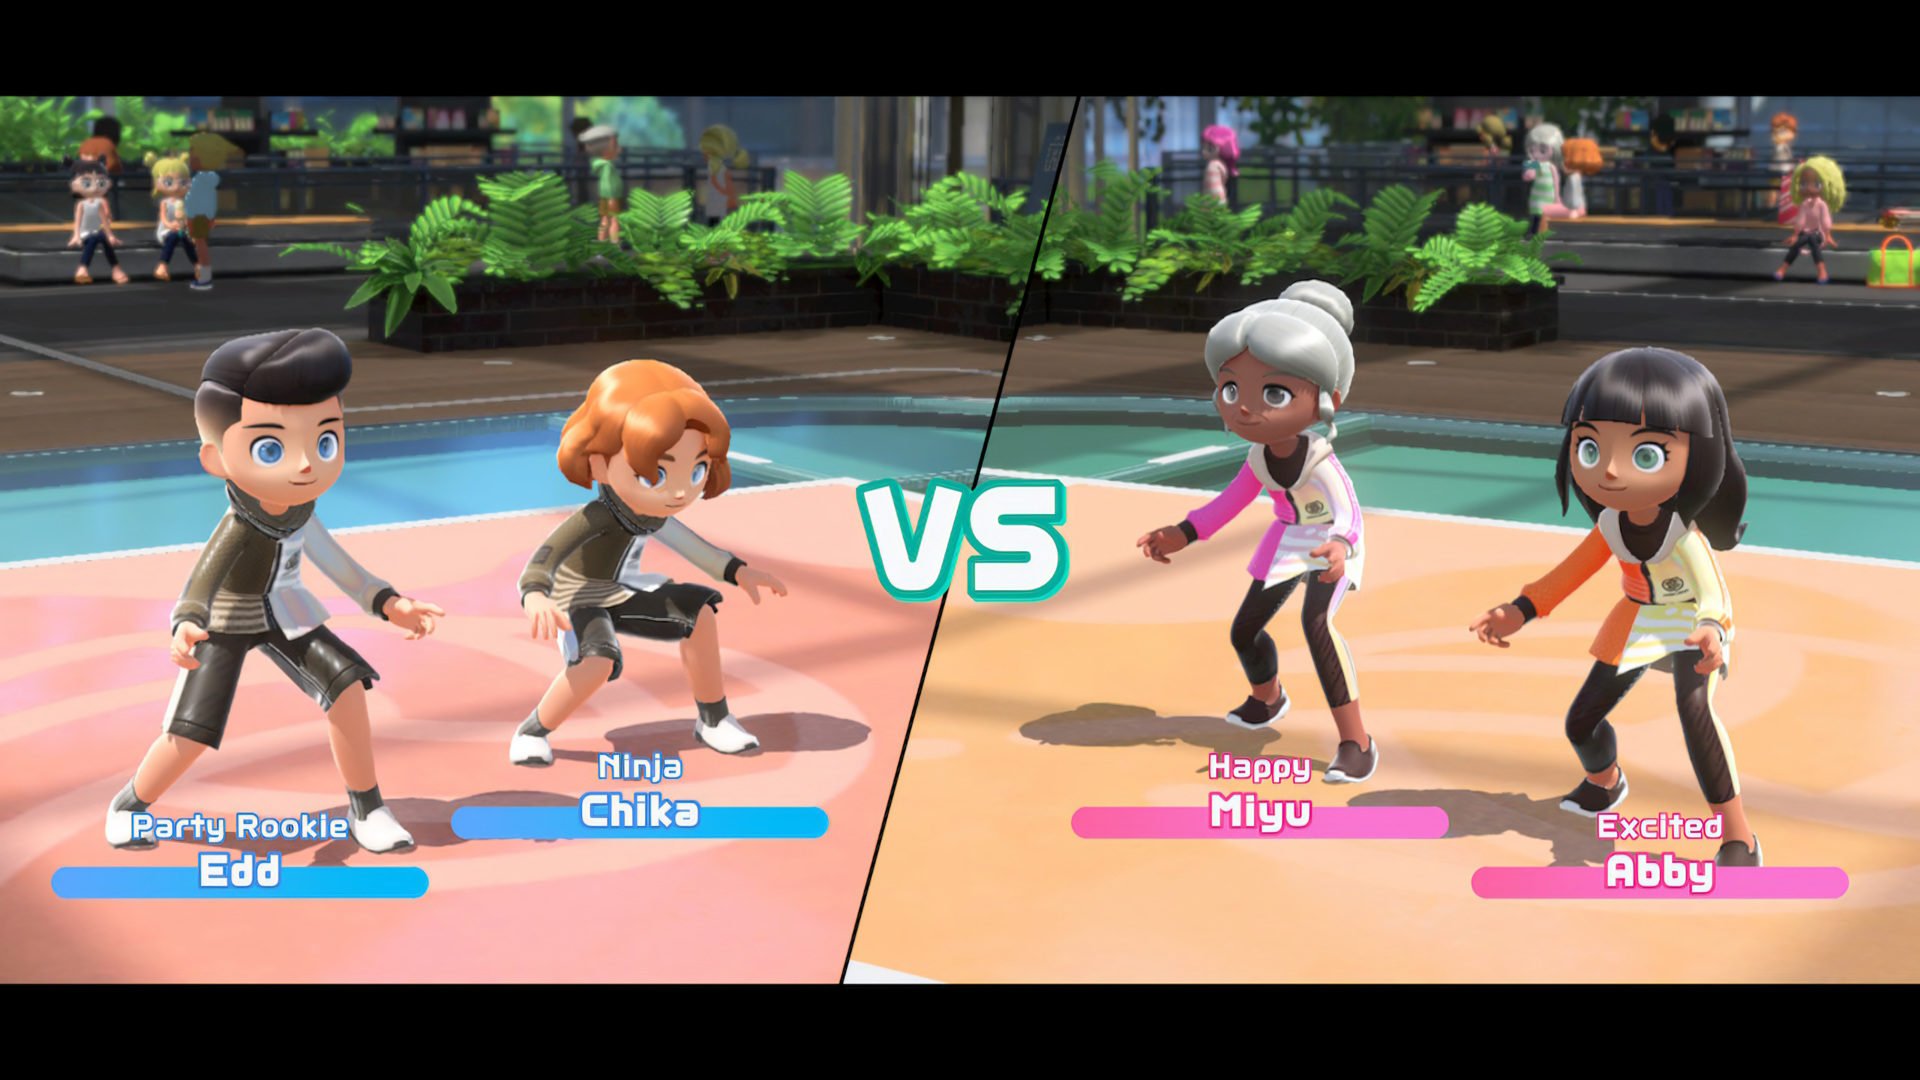 Party Rookie
Edd
Ninja
Chika
VS
Happy
Miyu
Excited
Abby